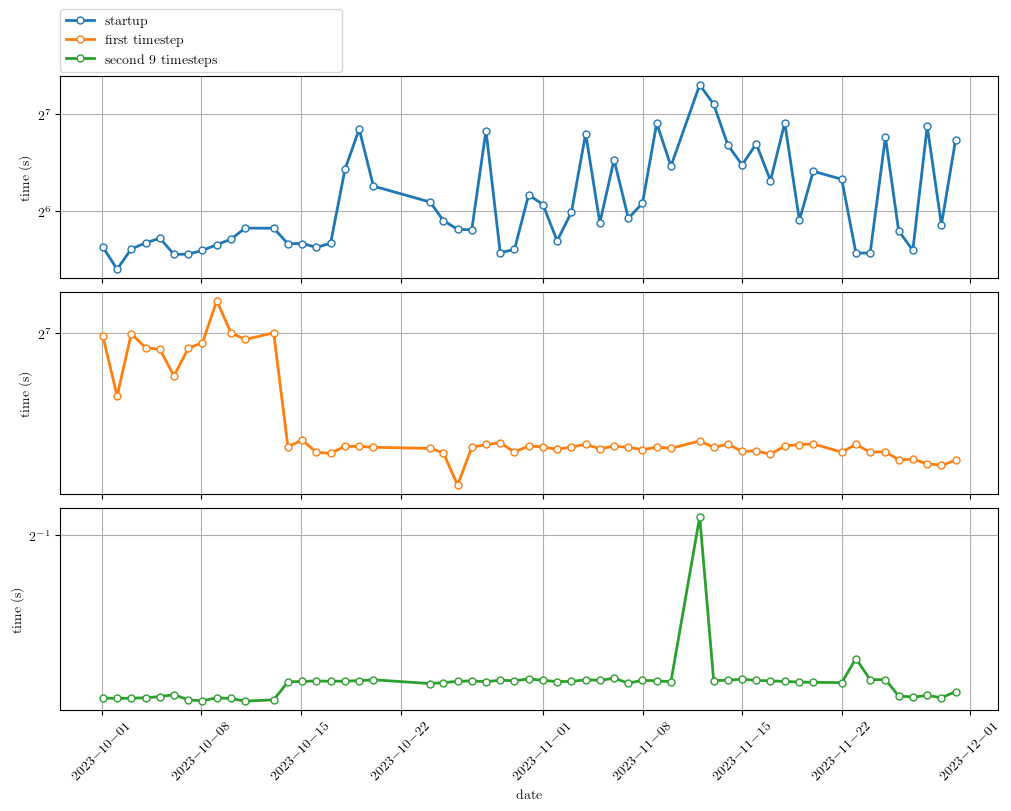 startup
first timestep
second 9 timesteps
2^7
2^6
time (s)
2^7
time (s)
2^−1
time (s)
2023−10−01
2023−10−08
2023−10−15
2023−10−22
2023−11−01
2023−11−08
2023−11−15
2023−11−22
2023−12−01
date